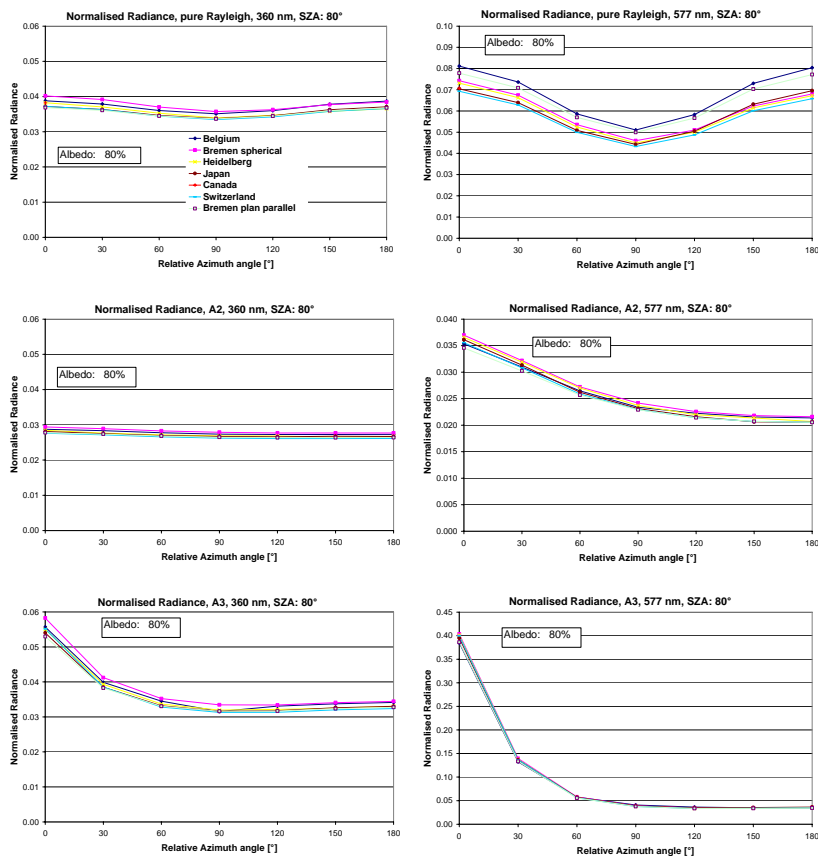 Normalised Radiance, pure Rayleigh, 360 nm, SZA: 80°
Normalised Radiance
0.06
0.05
0.04
0.03
0.02
0.01
0.00
Albedo: 80%
Belgium
Bremen spherical
Heidelberg
Japan
Canada
Switzerland
Bremen plan parallel
0 30 60 90 120 150 180
Relative Azimuth angle [°]
Normalised Radiance, pure Rayleigh, 577 nm, SZA: 80°
Normalised Radiance
0.10
0.09
0.08
0.07
0.06
0.05
0.04
0.03
0.02
0.01
0.00
Albedo: 80%
0 30 60 90 120 150 180
Relative Azimuth angle [°]
Normalised Radiance, A2, 360 nm, SZA: 80°
Normalised Radiance
0.06
0.05
0.04
0.03
0.02
0.01
0.00
Albedo: 80%
0 30 60 90 120 150 180
Relative Azimuth angle [°]
Normalised Radiance, A2, 577 nm, SZA: 80°
Normalised Radiance
0.040
0.035
0.030
0.025
0.020
0.015
0.010
0.005
0.000
Albedo: 80%
0 30 60 90 120 150 180
Relative Azimuth angle [°]
Normalised Radiance, A3, 360 nm, SZA: 80°
Normalised Radiance
0.06
0.05
0.04
0.03
0.02
0.01
0.00
Albedo: 80%
0 30 60 90 120 150 180
Relative Azimuth angle [°]
Normalised Radiance, A3, 577 nm, SZA: 80°
Normalised Radiance
0.45
0.40
0.35
0.30
0.25
0.20
0.15
0.10
0.05
0.00
Albedo: 80%
0 30 60 90 120 150 180
Relative Azimuth angle [°]